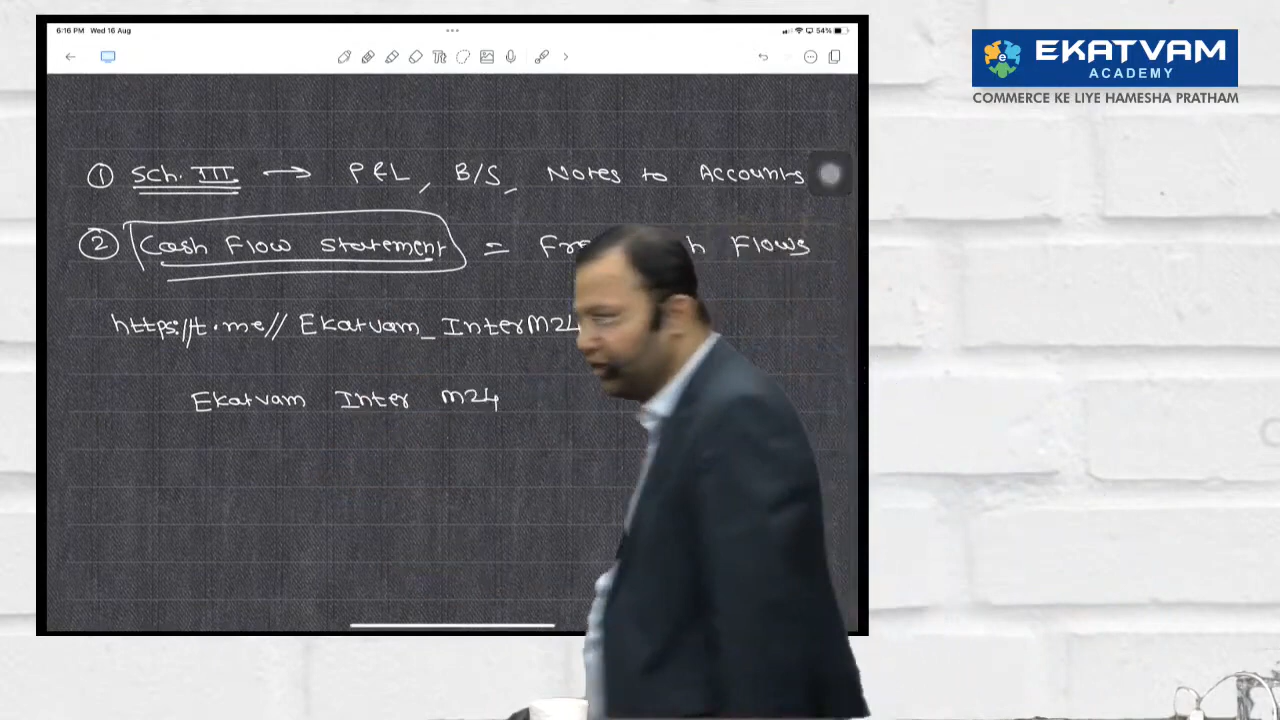 6:16 PM Wed 16 Aug
54%
EKATVAM
ACADEMY
COMMERCE KE LIYE HAMESHA PRATHAM
① Sch. III → P&L, B/S, Notes to Accounts
② Cash Flow Statement = Flows
https://t.me// Ekatvam_InterM24
Ekatvam Inter M24